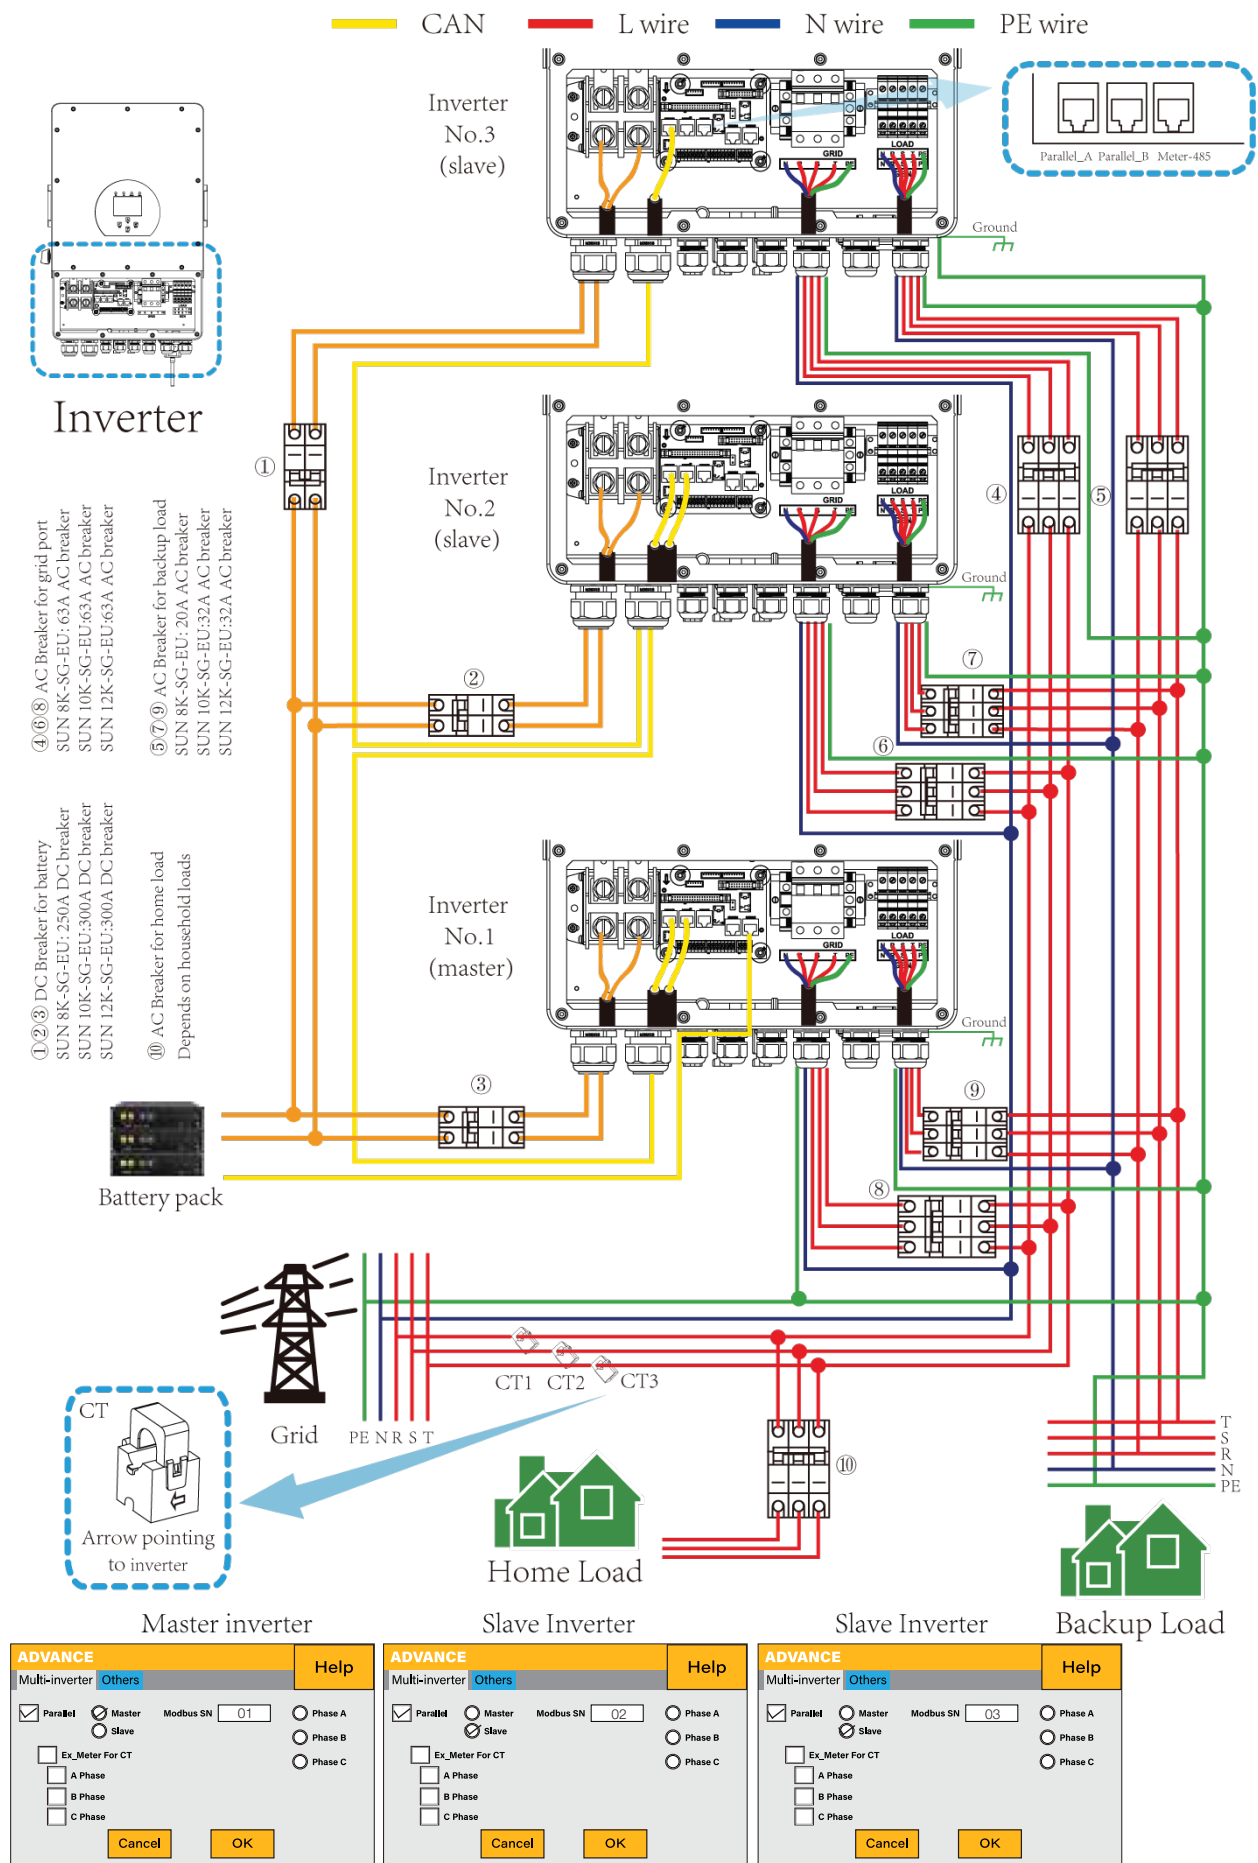 CAN
L wire
N wire
PE wire
Inverter
No.3
(slave)
GRID
N R S T PE
LOAD
Parallel_A Parallel_B Meter-485
Ground
Inverter
①
Inverter
No.2
(slave)
GRID
N R S T PE
LOAD
Ground
④
⑤
④⑥⑧ AC Breaker for grid port
SUN 8K-SG-EU: 63A AC breaker
SUN 10K-SG-EU:63A AC breaker
SUN 12K-SG-EU:63A AC breaker
⑤⑦⑨ AC Breaker for backup load
SUN 8K-SG-EU: 20A AC breaker
SUN 10K-SG-EU:32A AC breaker
SUN 12K-SG-EU:32A AC breaker
②
⑦
⑥
①②③ DC Breaker for battery
SUN 8K-SG-EU: 250A DC breaker
SUN 10K-SG-EU:300A DC breaker
SUN 12K-SG-EU:300A DC breaker
⑩ AC Breaker for home load
Depends on household loads
Inverter
No.1
(master)
GRID
N R S T PE
LOAD
Ground
③
⑨
⑧
Battery pack
CT1 CT2 CT3
Grid
PE N R S T
CT
Arrow pointing
to inverter
⑩
Home Load
T
S
R
N
PE
Backup Load
Master inverter
ADVANCE
Help
Multi-inverter Others
Parallel Master Modbus SN 01 Phase A
Slave
Phase B
Ex_Meter For CT Phase C
A Phase
B Phase
C Phase
Cancel OK
Slave Inverter
ADVANCE
Help
Multi-inverter Others
Parallel Master Modbus SN 02 Phase A
Slave
Phase B
Ex_Meter For CT Phase C
A Phase
B Phase
C Phase
Cancel OK
Slave Inverter
ADVANCE
Help
Multi-inverter Others
Parallel Master Modbus SN 03 Phase A
Slave
Phase B
Ex_Meter For CT Phase C
A Phase
B Phase
C Phase
Cancel OK